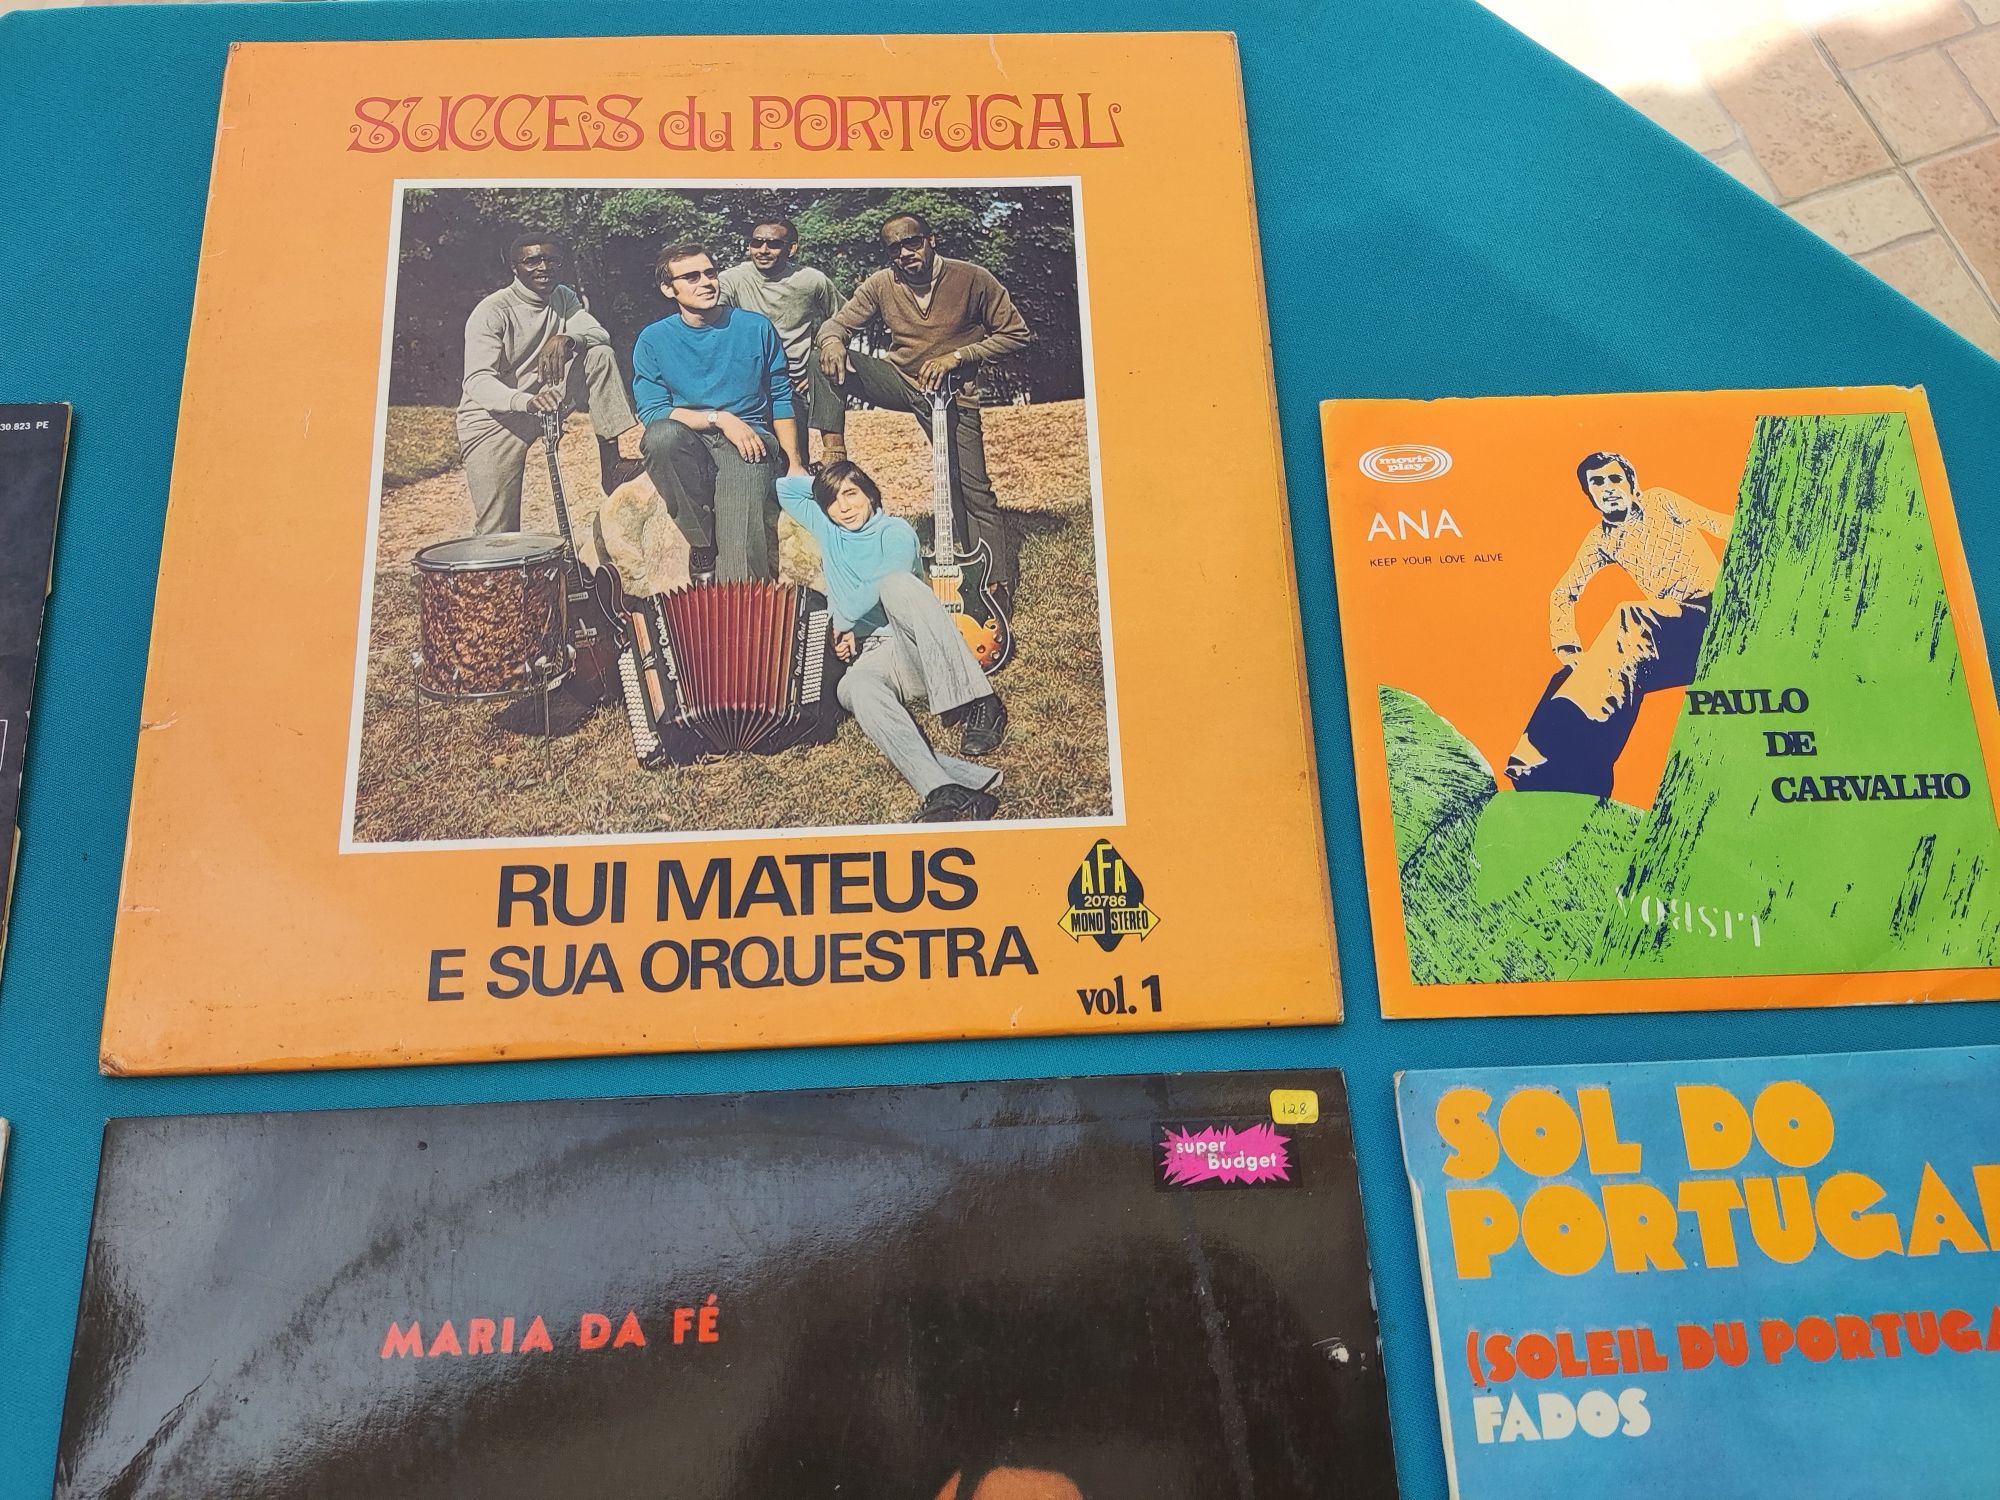 SUCCES du PORTUGAL
RUI MATEUS
E SUA ORQUESTRA
AFA
20786
MONO STEREO
vol. 1
30.823 PE
movie
play
ANA
KEEP YOUR LOVE ALIVE
PAULO
DE
CARVALHO
LISBOA
super
Budget
128
MARIA DA FÉ
SOL DO
PORTUGAL
(SOLEIL DU PORTUGA
FADOS